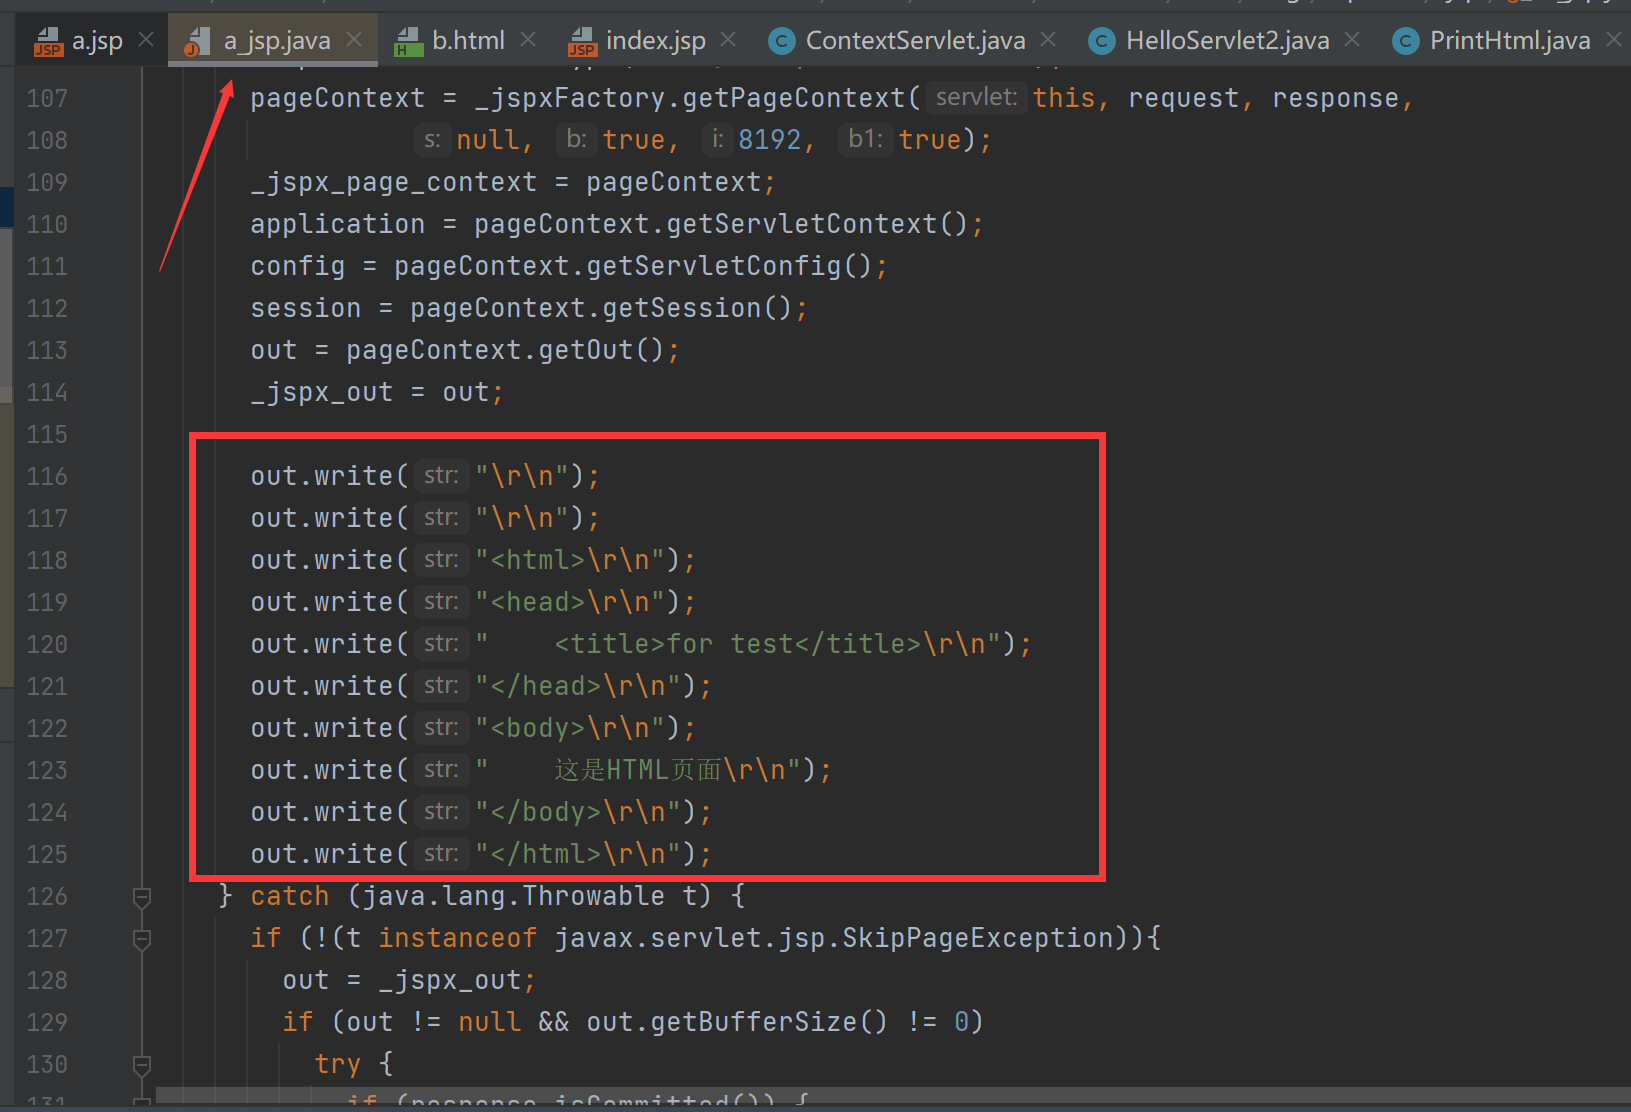 a.jsp a_jsp.java b.html index.jsp ContextServlet.java HelloServlet2.java PrintHtml.java
107 pageContext = _jspxFactory.getPageContext( servlet: this, request, response,
108 s: null, b: true, i: 8192, b1: true);
109 _jspx_page_context = pageContext;
110 application = pageContext.getServletContext();
111 config = pageContext.getServletConfig();
112 session = pageContext.getSession();
113 out = pageContext.getOut();
114 _jspx_out = out;
115
116 out.write( str: "\r\n");
117 out.write( str: "\r\n");
118 out.write( str: "<html>\r\n");
119 out.write( str: "<head>\r\n");
120 out.write( str: "    <title>for test</title>\r\n");
121 out.write( str: "</head>\r\n");
122 out.write( str: "<body>\r\n");
123 out.write( str: "    这是HTML页面\r\n");
124 out.write( str: "</body>\r\n");
125 out.write( str: "</html>\r\n");
126 } catch (java.lang.Throwable t) {
127 if (!(t instanceof javax.servlet.jsp.SkipPageException)){
128 out = _jspx_out;
129 if (out != null && out.getBufferSize() != 0)
130 try {
131 if (response.isCommitted()) {